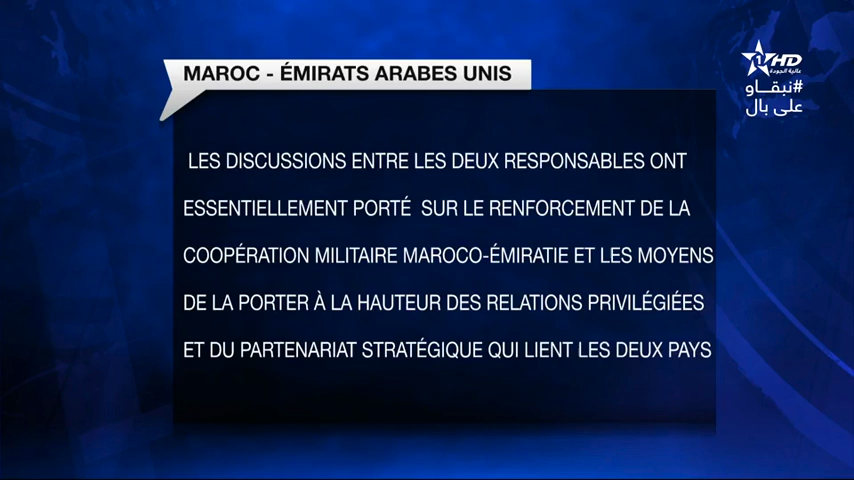 MAROC - ÉMIRATS ARABES UNIS
HD
عالية الجودة
#نبقاو
على بال
LES DISCUSSIONS ENTRE LES DEUX RESPONSABLES ONT
ESSENTIELLEMENT PORTÉ SUR LE RENFORCEMENT DE LA
COOPÉRATION MILITAIRE MAROCO-ÉMIRATIE ET LES MOYENS
DE LA PORTER À LA HAUTEUR DES RELATIONS PRIVILÉGIÉES
ET DU PARTENARIAT STRATÉGIQUE QUI LIENT LES DEUX PAYS